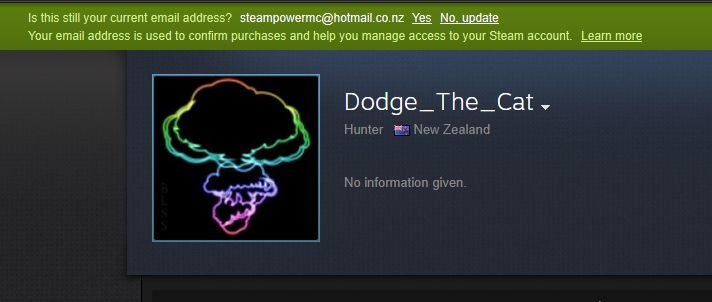 Is this still your current email address? steampowermc@hotmail.co.nz Yes No, update
Your email address is used to confirm purchases and help you manage access to your Steam account. Learn more
Dodge_The_Cat
Hunter New Zealand
No information given.
BLSS